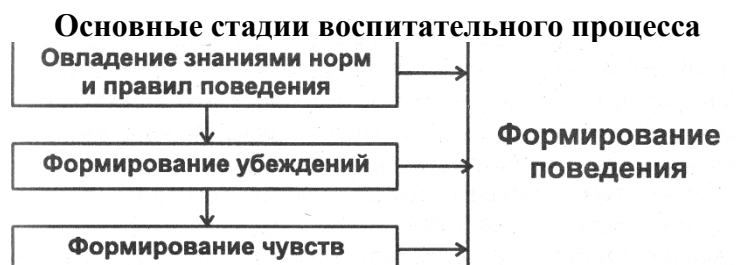 Основные стадии воспитательного процесса
Овладение знаниями норм
и правил поведения
Формирование убеждений
Формирование чувств
Формирование
поведения